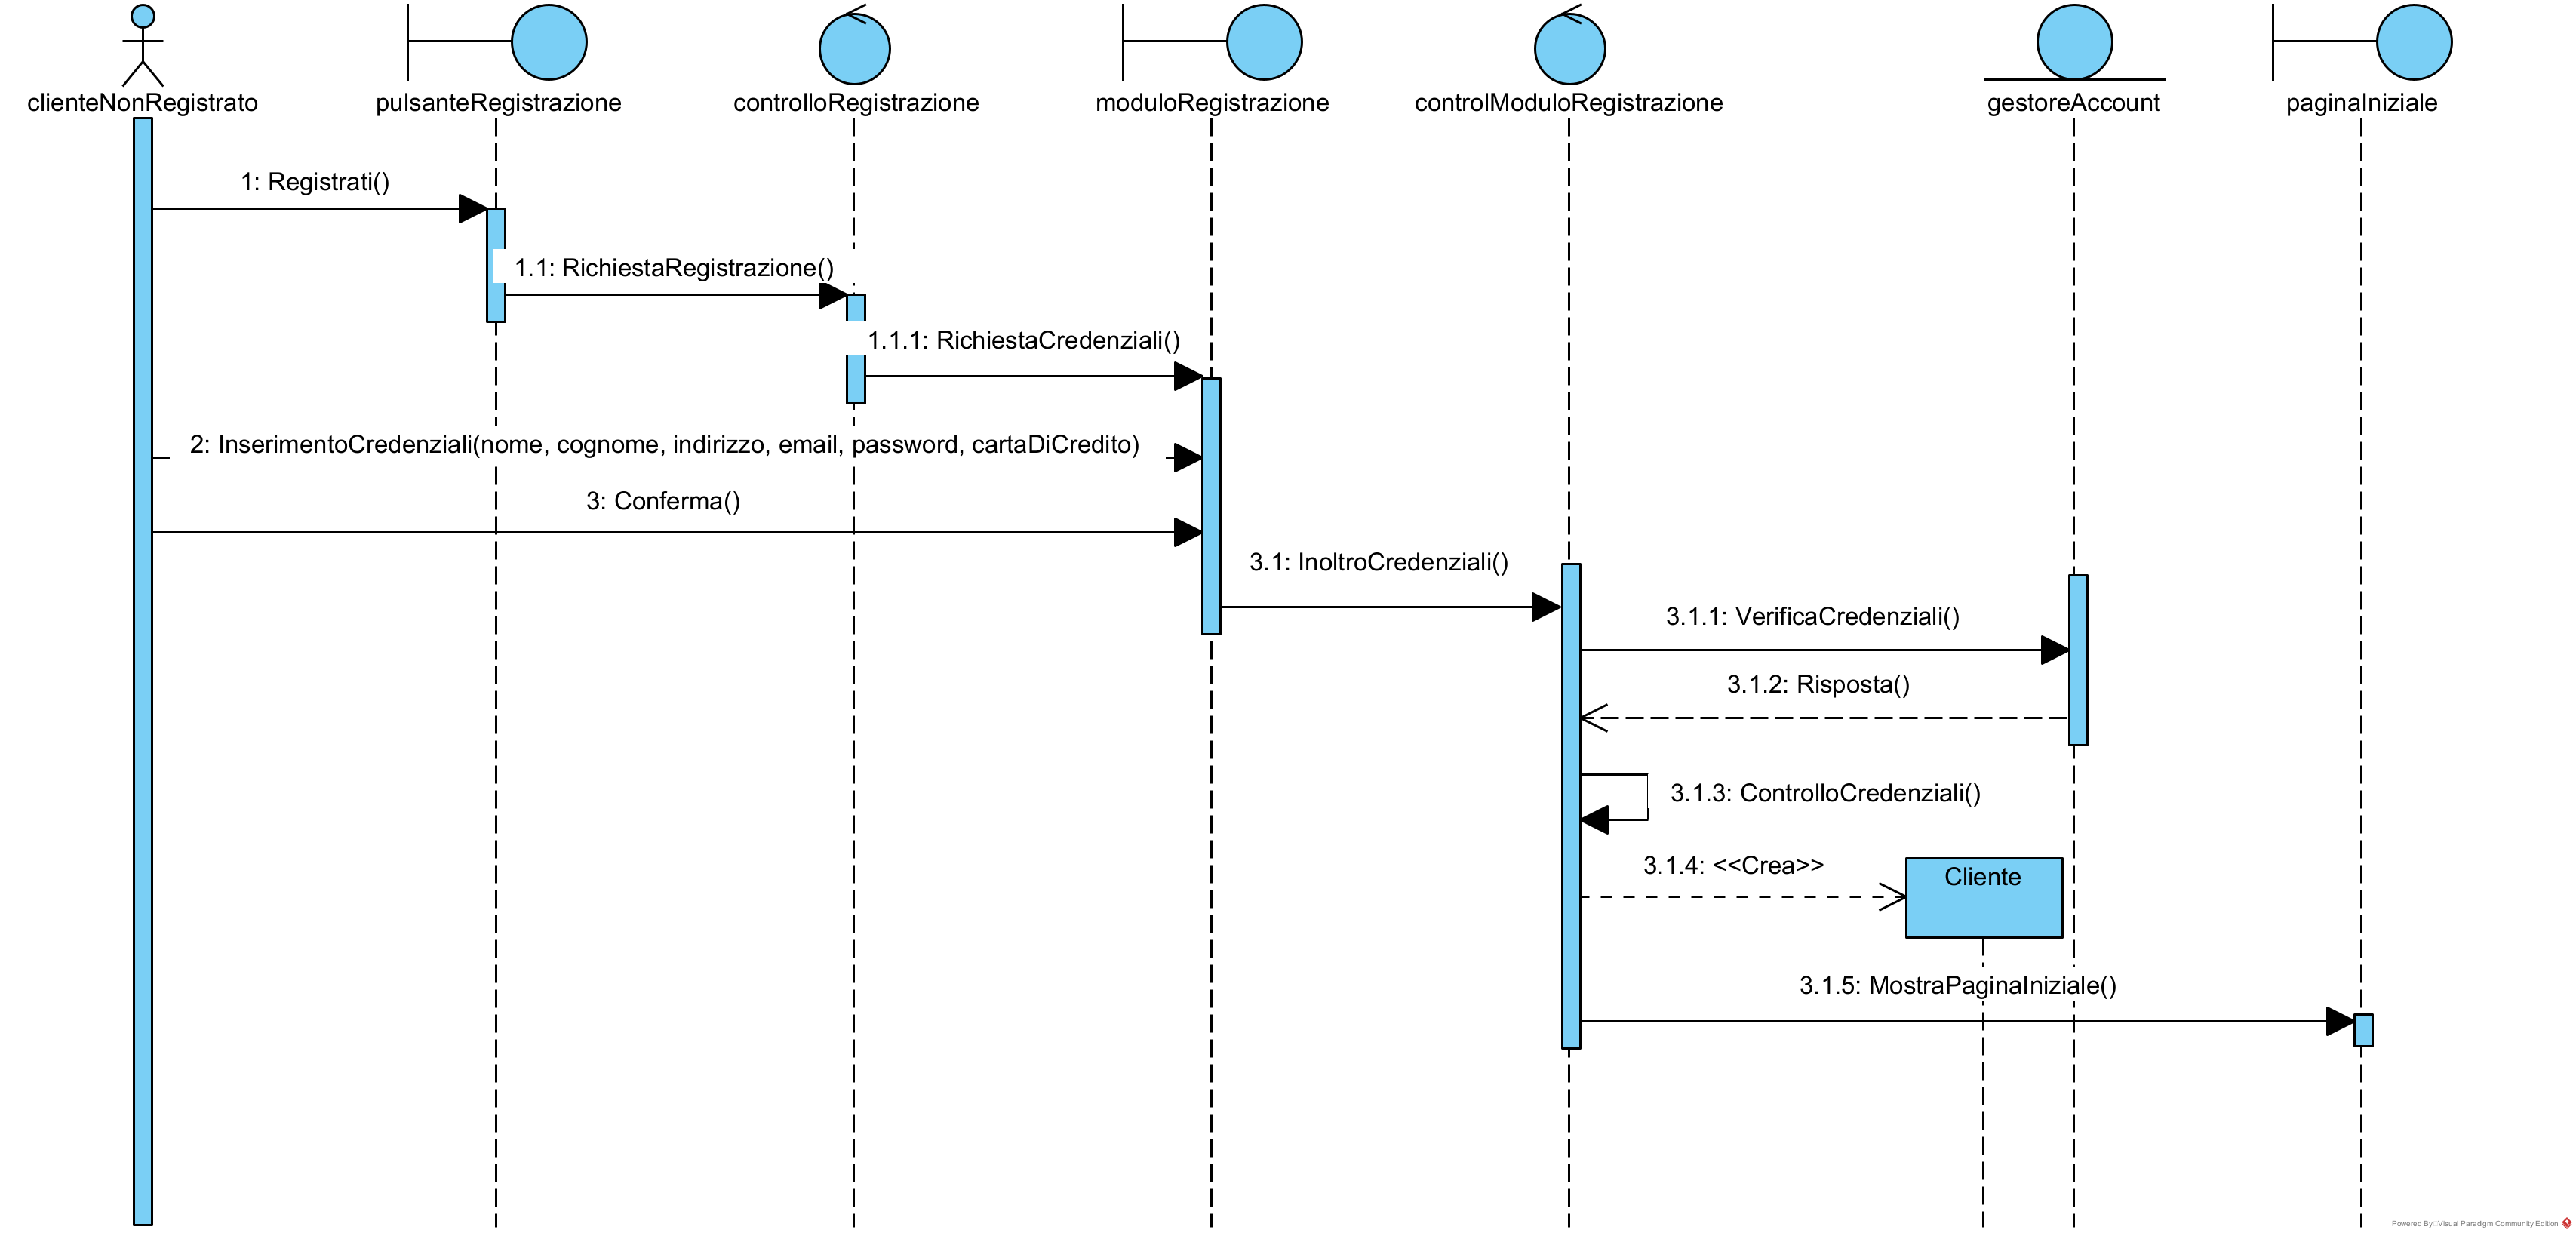 clienteNonRegistrato
pulsanteRegistrazione
controlloRegistrazione
moduloRegistrazione
controlModuloRegistrazione
gestoreAccount
paginaIniziale
1: Registrati()
1.1: RichiestaRegistrazione()
1.1.1: RichiestaCredenziali()
2: InserimentoCredenziali(nome, cognome, indirizzo, email, password, cartaDiCredito)
3: Conferma()
3.1: InoltroCredenziali()
3.1.1: VerificaCredenziali()
3.1.2: Risposta()
3.1.3: ControlloCredenziali()
3.1.4: <<Crea>>
Cliente
3.1.5: MostraPaginaIniziale()
Powered By: Visual Paradigm Community Edition